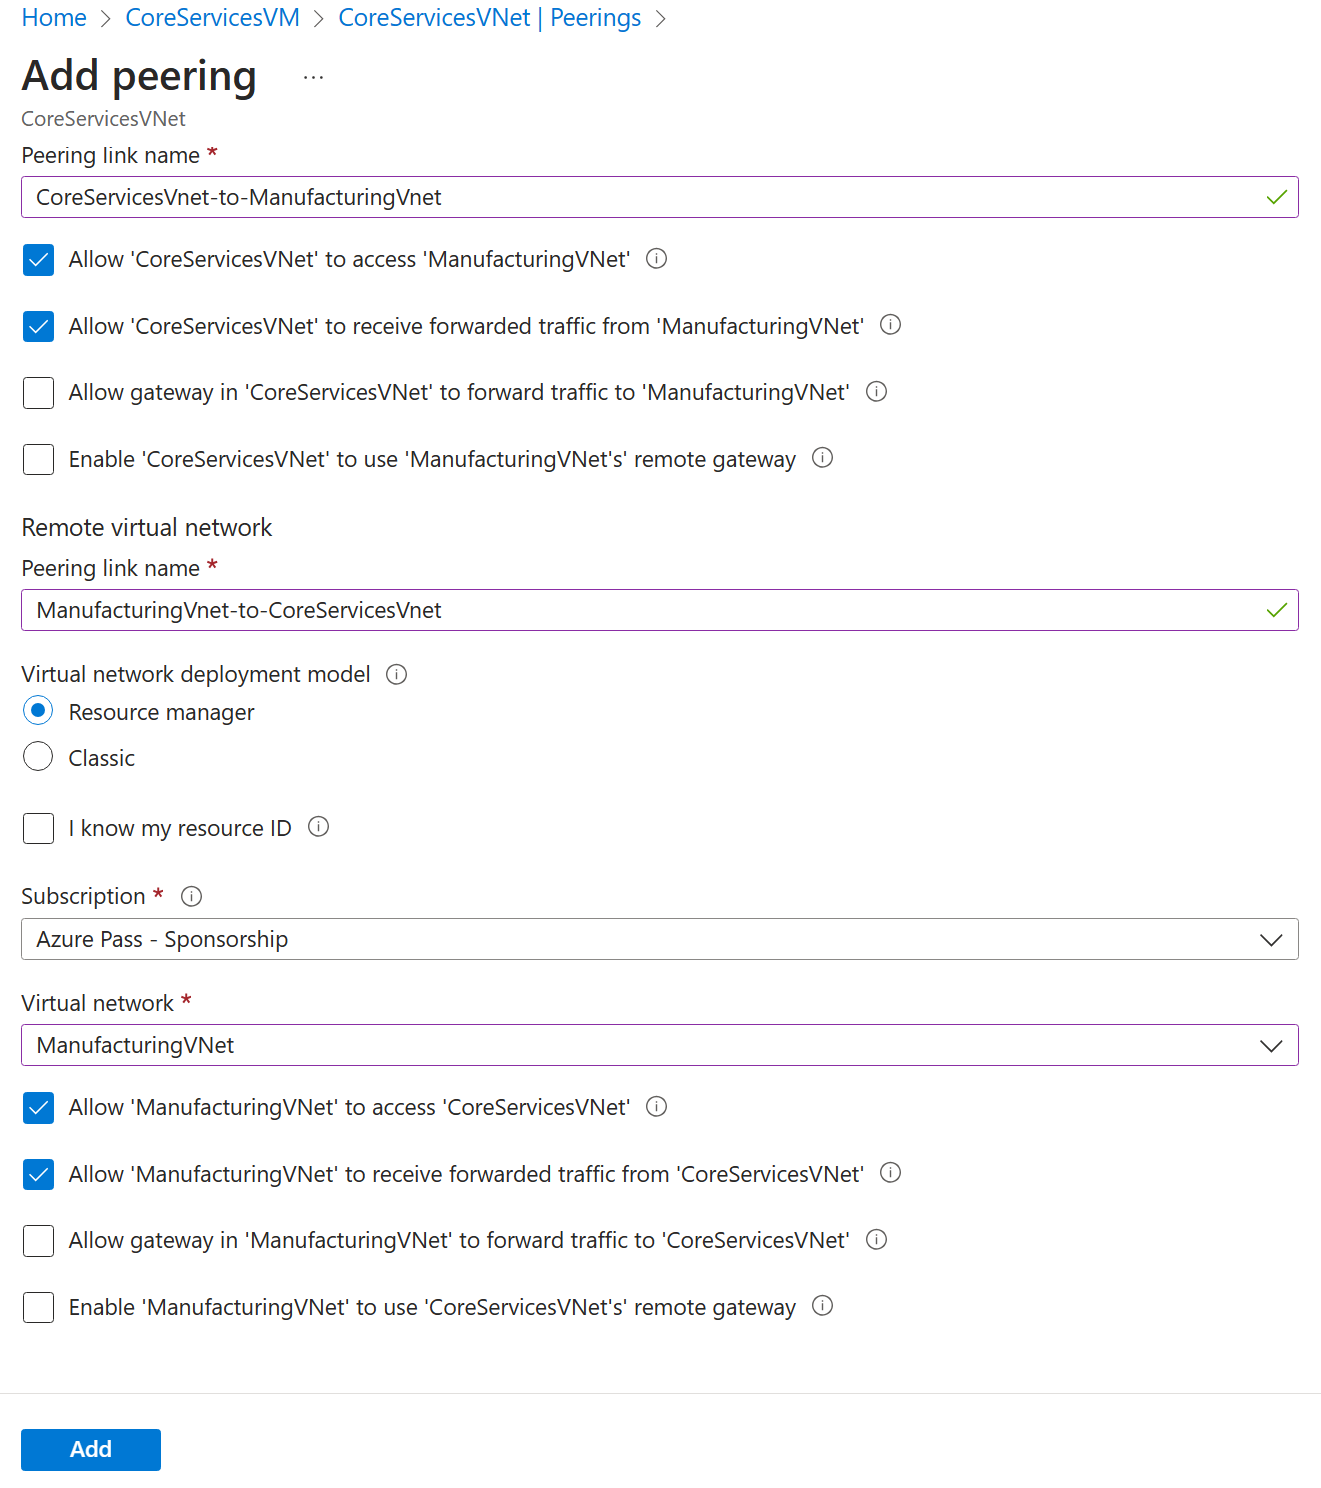 Home > CoreServicesVM > CoreServicesVNet | Peerings >
Add peering ...
CoreServicesVNet
Peering link name *
CoreServicesVnet-to-ManufacturingVnet
Allow 'CoreServicesVNet' to access 'ManufacturingVNet'
Allow 'CoreServicesVNet' to receive forwarded traffic from 'ManufacturingVNet'
Allow gateway in 'CoreServicesVNet' to forward traffic to 'ManufacturingVNet'
Enable 'CoreServicesVNet' to use 'ManufacturingVNet's' remote gateway
Remote virtual network
Peering link name *
ManufacturingVnet-to-CoreServicesVnet
Virtual network deployment model
Resource manager
Classic
I know my resource ID
Subscription *
Azure Pass - Sponsorship
Virtual network *
ManufacturingVNet
Allow 'ManufacturingVNet' to access 'CoreServicesVNet'
Allow 'ManufacturingVNet' to receive forwarded traffic from 'CoreServicesVNet'
Allow gateway in 'ManufacturingVNet' to forward traffic to 'CoreServicesVNet'
Enable 'ManufacturingVNet' to use 'CoreServicesVNet's' remote gateway
Add